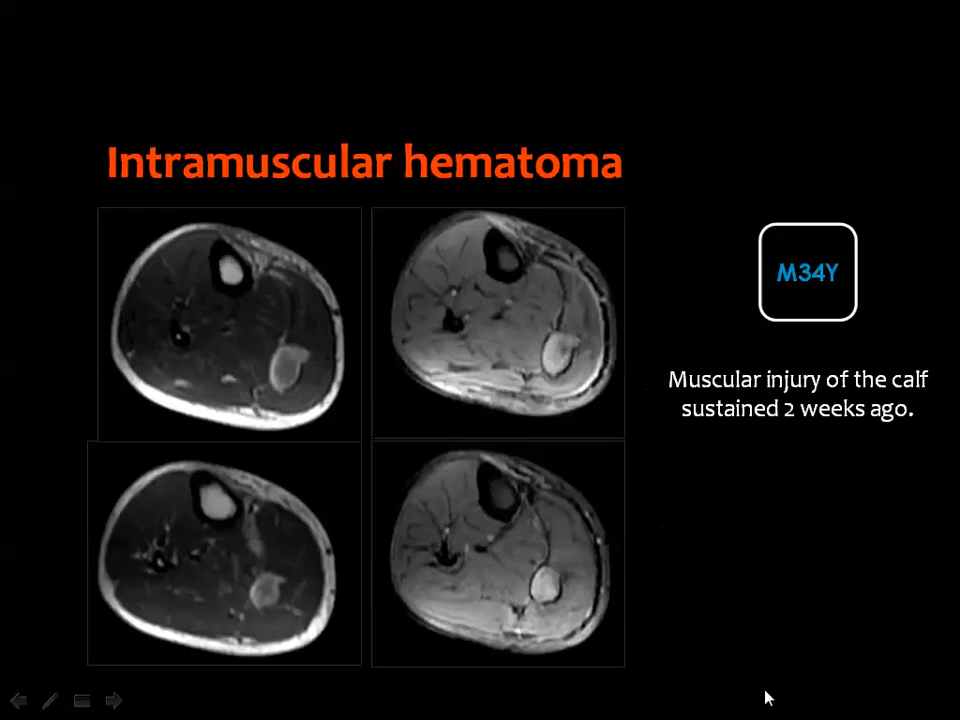 Intramuscular hematoma
M34Y
Muscular injury of the calf
sustained 2 weeks ago.